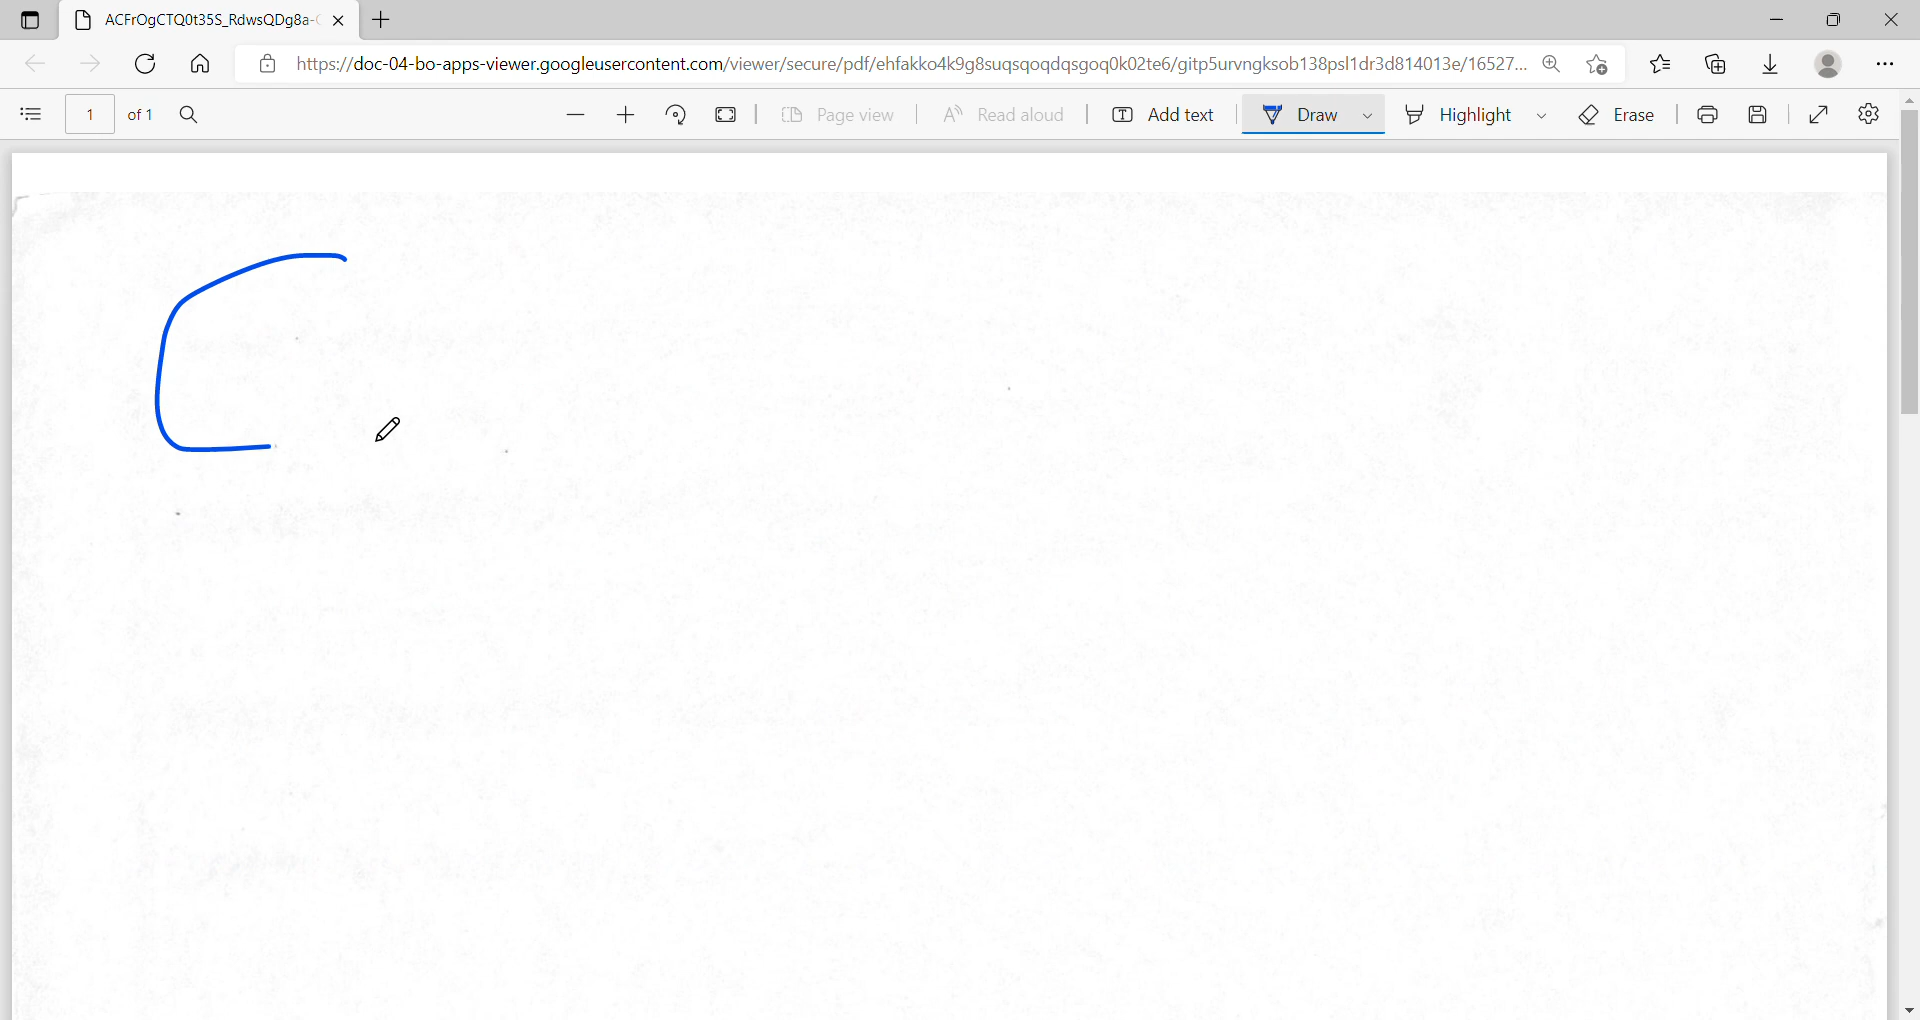 ACFrOgCTQ0t35S_RdwsQDg8a-
https://doc-04-bo-apps-viewer.googleusercontent.com/viewer/secure/pdf/ehfakko4k9g8suqsqoqdqsgoq0k02te6/gitp5urvngksob138psl1dr3d814013e/16527...
1 of 1 Page view Read aloud Add text Draw Highlight Erase